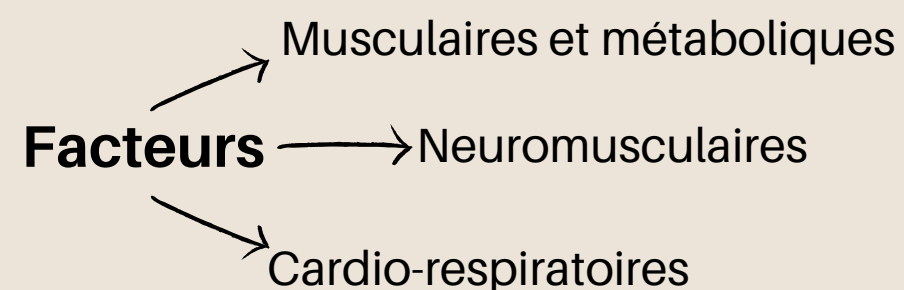 Musculaires et métaboliques
Facteurs
Neuromusculaires
Cardio-respiratoires